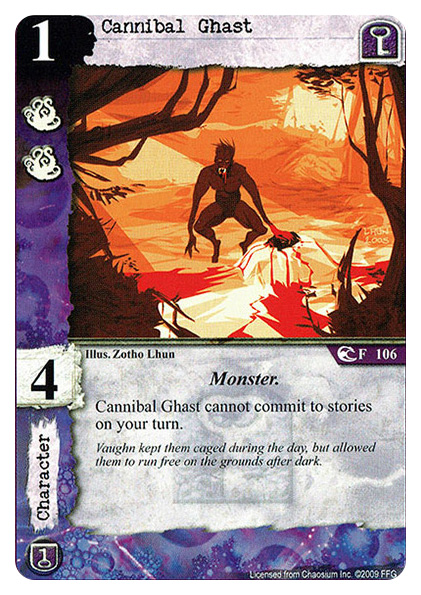 1
Cannibal Ghast
LHUN
2005
Illus. Zotho Lhun
F 106
4
Monster.
Cannibal Ghast cannot commit to stories
on your turn.
Vaughn kept them caged during the day, but allowed
them to run free on the grounds after dark.
Character
Licensed from Chaosium Inc. ©2009 FFG